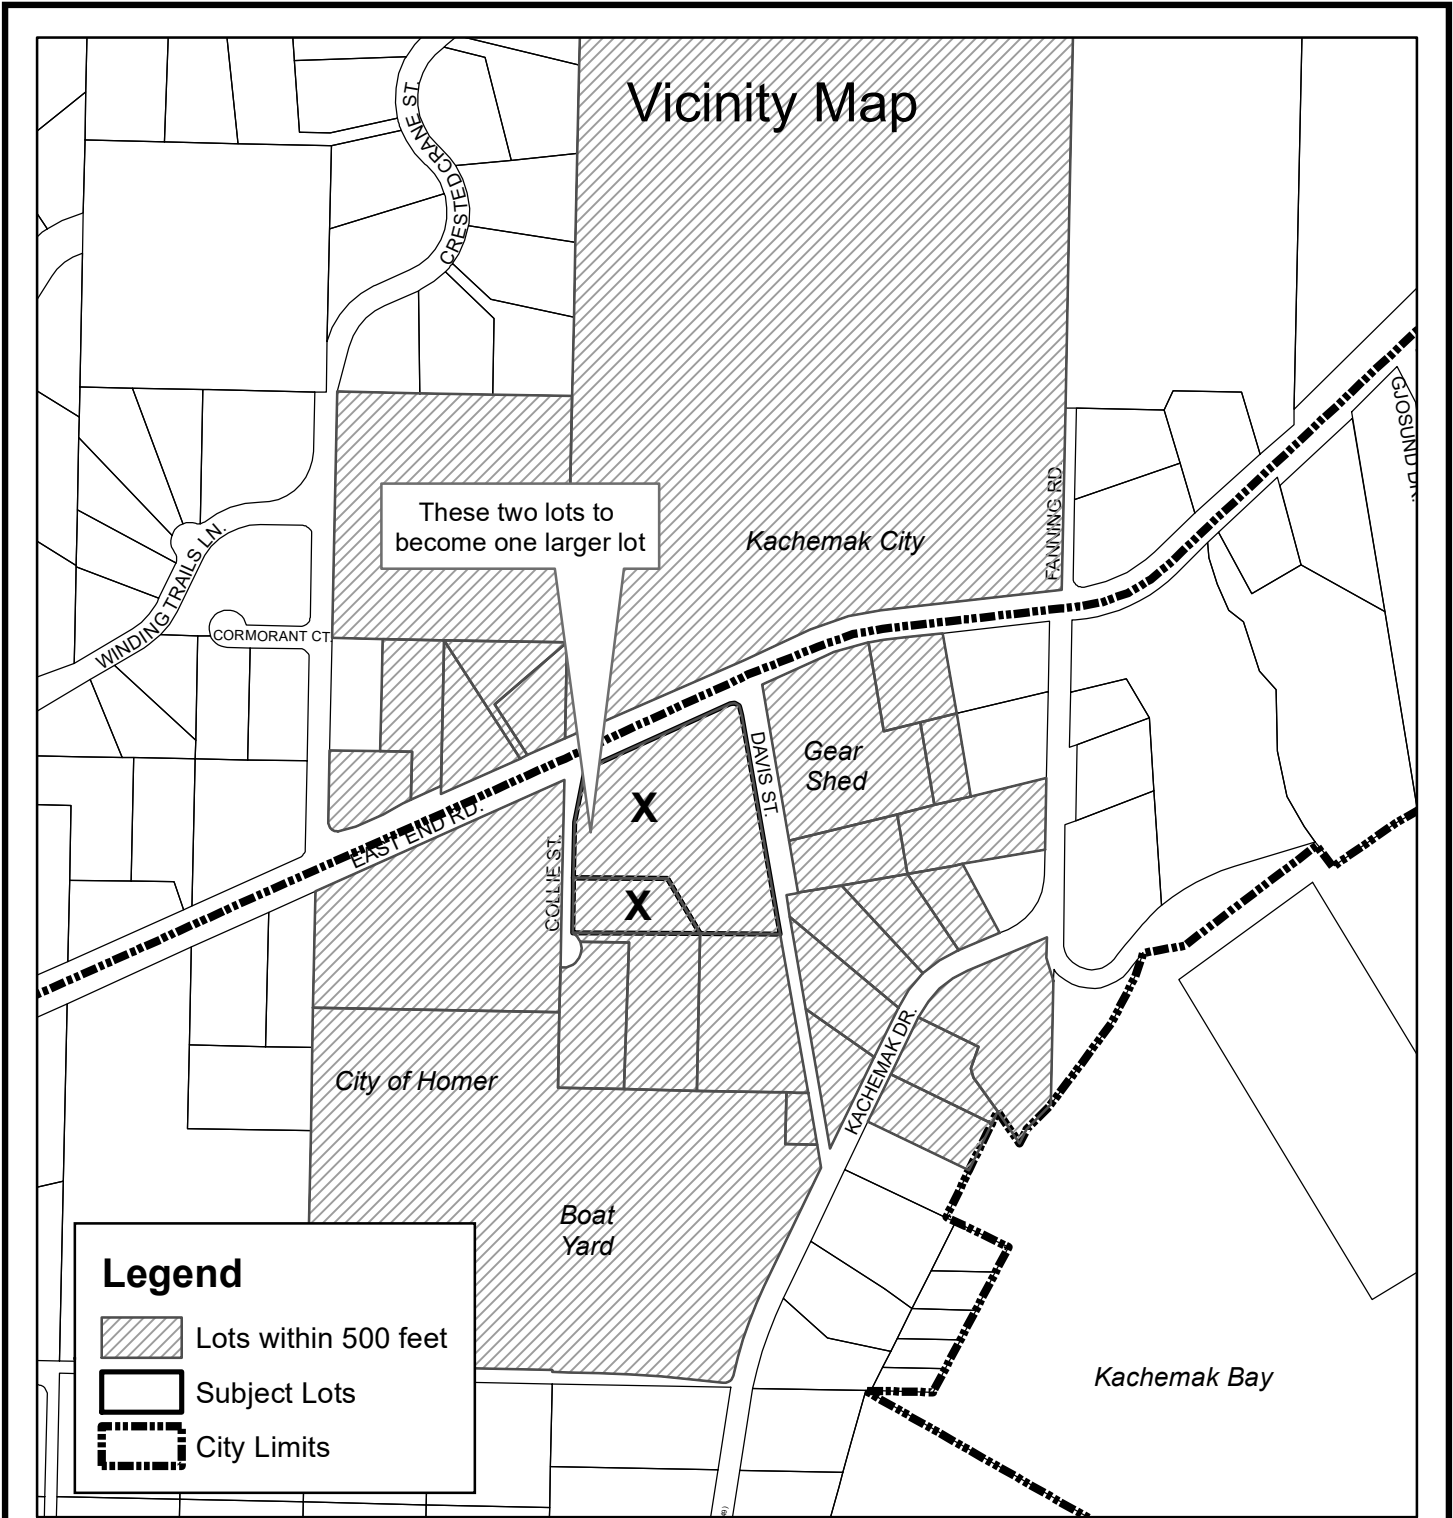 Vicinity Map
CRESTEDCRANE ST.
GJOSUND DR.
These two lots to
become one larger lot
Kachemak City
FANNING RD.
WINDING TRAILS LN.
CORMORANT CT.
DAVIS ST.
Gear
Shed
X
EAST END RD.
COLLIE ST.
X
KACHEMAK DR.
City of Homer
Boat
Yard
Legend
Lots within 500 feet
Subject Lots
City Limits
Kachemak Bay